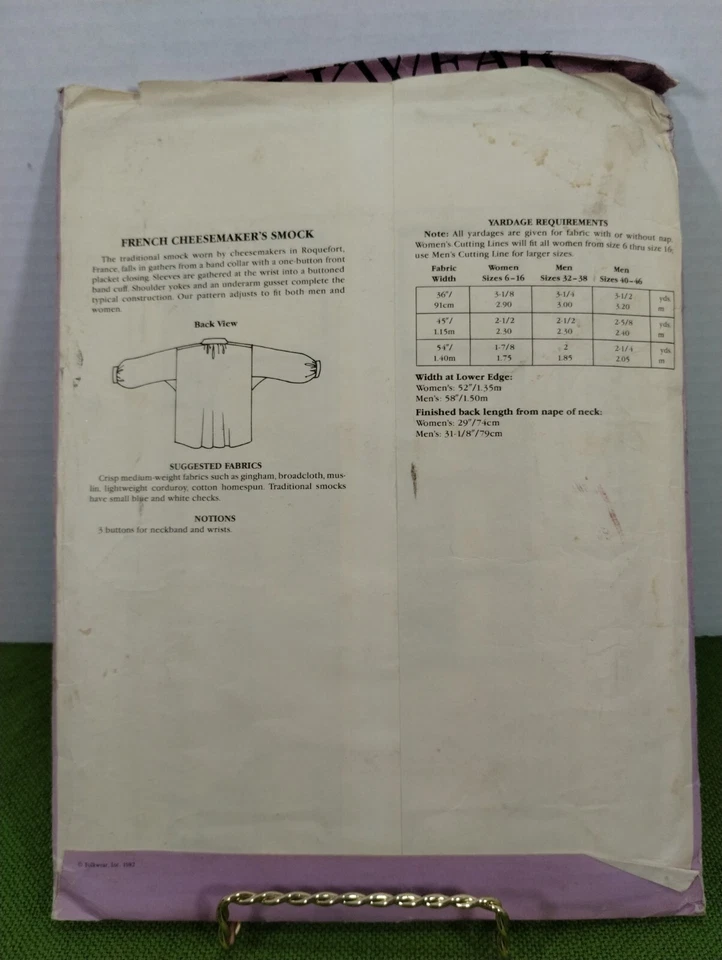 KWEAR
FRENCH CHEESEMAKER'S SMOCK
The traditional smock worn by cheesemakers in Roquefort,
France, falls in gathers from a band collar with a one-button front
placket closing. Sleeves are gathered at the wrist into a buttoned
band cuff. Shoulder yokes and an underarm gusset complete the
typical construction. Our pattern adjusts to fit both men and
women.
Back View
SUGGESTED FABRICS
Crisp medium-weight fabrics such as gingham, broadcloth, mus-
lin, lightweight corduroy, cotton homespun. Traditional smocks
have small blue and white checks.
NOTIONS
3 buttons for neckband and wrists.
YARDAGE REQUIREMENTS
Note: All yardages are given for fabric with or without nap.
Women's Cutting Lines will fit all women from size 6 thru size 16;
use Men's Cutting Line for larger sizes.
Fabric Women Men Men
Width Sizes 6-16 Sizes 32-38 Sizes 40-46
36"/ 3-1/8 3-1/4 3-1/2 yds.
91cm 2.90 3.00 3.20 m
45"/ 2-1/2 2-1/2 2-5/8 yds.
1.15m 2.30 2.30 2.40 m
54"/ 1-7/8 2 2-1/4 yds.
1.40m 1.75 1.85 2.05 m
Width at Lower Edge:
Women's: 52"/1.35m
Men's: 58"/1.50m
Finished back length from nape of neck:
Women's: 29"/74cm
Men's: 31-1/8"/79cm
© Folkwear, Ltd. 1982